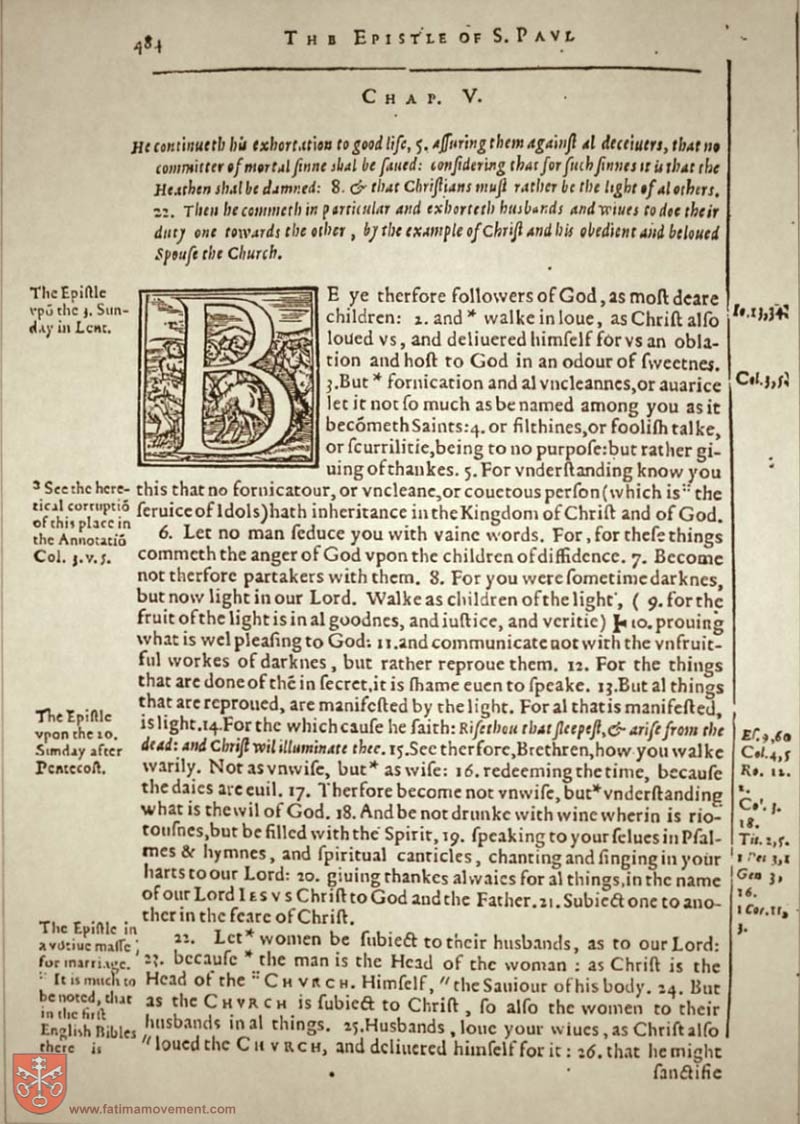 484
THE EPISTLE OF S. PAVL
CHAP. V.
He continueth his exhortation to good life, 5. aſſuring them againſt al deceiuers, that no
committer of mortal ſinne shal be ſaued: conſidering that for ſuch ſinnes it is that the
Heathen shal be damned: 8. & that Chriſtians muſt rather be the light of al others.
22. Then he commeth in particular and exhorteth husbands and wiues to doe their
duty one towards the other, by the example of Chriſt and his obedient and beloued
Spouſe the Church.
The Epiſtle
vpõ the 3. Sun-
day in Lent.
BE ye therfore followers of God, as moſt deare
children: 2. and * walke in loue, as Chriſt alſo
loued vs, and deliuered himſelf for vs an obla-
tion and hoſt to God in an odour of ſweetnes.
3. But * fornication and al vncleannes, or auarice
let it not ſo much as be named among you as it
becõmeth Saints: 4. or filthines, or fooliſh talke,
or ſcurrilitie, being to no purpoſe: but rather gi-
uing of thankes. 5. For vnderſtanding know you
this that no fornicatour, or vncleane, or couetous perſon (which is " the
ſeruice of Idols) hath inheritance in the Kingdom of Chriſt and of God.
6. Let no man ſeduce you with vaine words. For, for theſe things
commeth the anger of God vpon the children of diffidence. 7. Become
not therfore partakers with them. 8. For you were ſometime darknes,
but now light in our Lord. Walke as children of the light, ( 9. for the
fruit of the light is in al goodnes, and iuſtice, and veritie) 10. prouing
what is wel pleaſing to God: 11. and communicate not with the vnfruit-
ful workes of darknes, but rather reproue them. 12. For the things
that are done of thẽ in ſecret, it is ſhame euen to ſpeake. 13. But al things
that are reproued, are manifeſted by the light. For al that is manifeſted,
is light. 14. For the which cauſe he ſaith: Riſe thou that ſleepeſt, & ariſe from the
dead: and Chriſt wil illuminate thee. 15. See therfore, Brethren, how you walke
warily. Not as vnwiſe, but * as wiſe: 16. redeeming the time, becauſe
the daies are euil. 17. Therfore become not vnwiſe, but * vnderſtanding
what is the wil of God. 18. And be not drunke with wine wherin is rio-
touſnes, but be filled with the Spirit, 19. ſpeaking to your ſelues in Pſal-
mes & hymnes, and ſpiritual canticles, chanting and ſinging in your
harts to our Lord: 20. giuing thankes alwaies for al things, in the name
of our Lord IESVS Chriſt to God and the Father. 21. Subiect one to ano-
ther in the feare of Chriſt.
22. Let * women be ſubiect to their husbands, as to our Lord:
23. becauſe * the man is the Head of the woman: as Chriſt is the
Head of the " CHVRCH. Himſelf, " the Sauiour of his body. 24. But
as the CHVRCH is ſubiect to Chriſt, ſo alſo the women to their
husbands in al things. 25. Husbands, loue your wiues, as Chriſt alſo
" loued the CHVRCH, and deliuered himſelf for it: 26. that he might
ſanctifie
See the here-
tical corruptiõ
of this place in
the Annotatiõ
Col. 3. v. 5.
The Epiſtle
vpon the 20.
Sunday after
Pentecoſt.
The Epiſtle in
a votiue maſſe
for marriage.
" It is much to
be noted, that
in the firſt
English Bibles
there is
Io. 13, 34
Col. 3, 5
Eſ. 9, 60
Col. 4, 5
Ro. 12.
2.
Col. 3.
18.
Tit. 2, 5.
1 Pet 3, 1
Gen 3,
16.
1 Cor. 11,
3.
www.fatimamovement.com